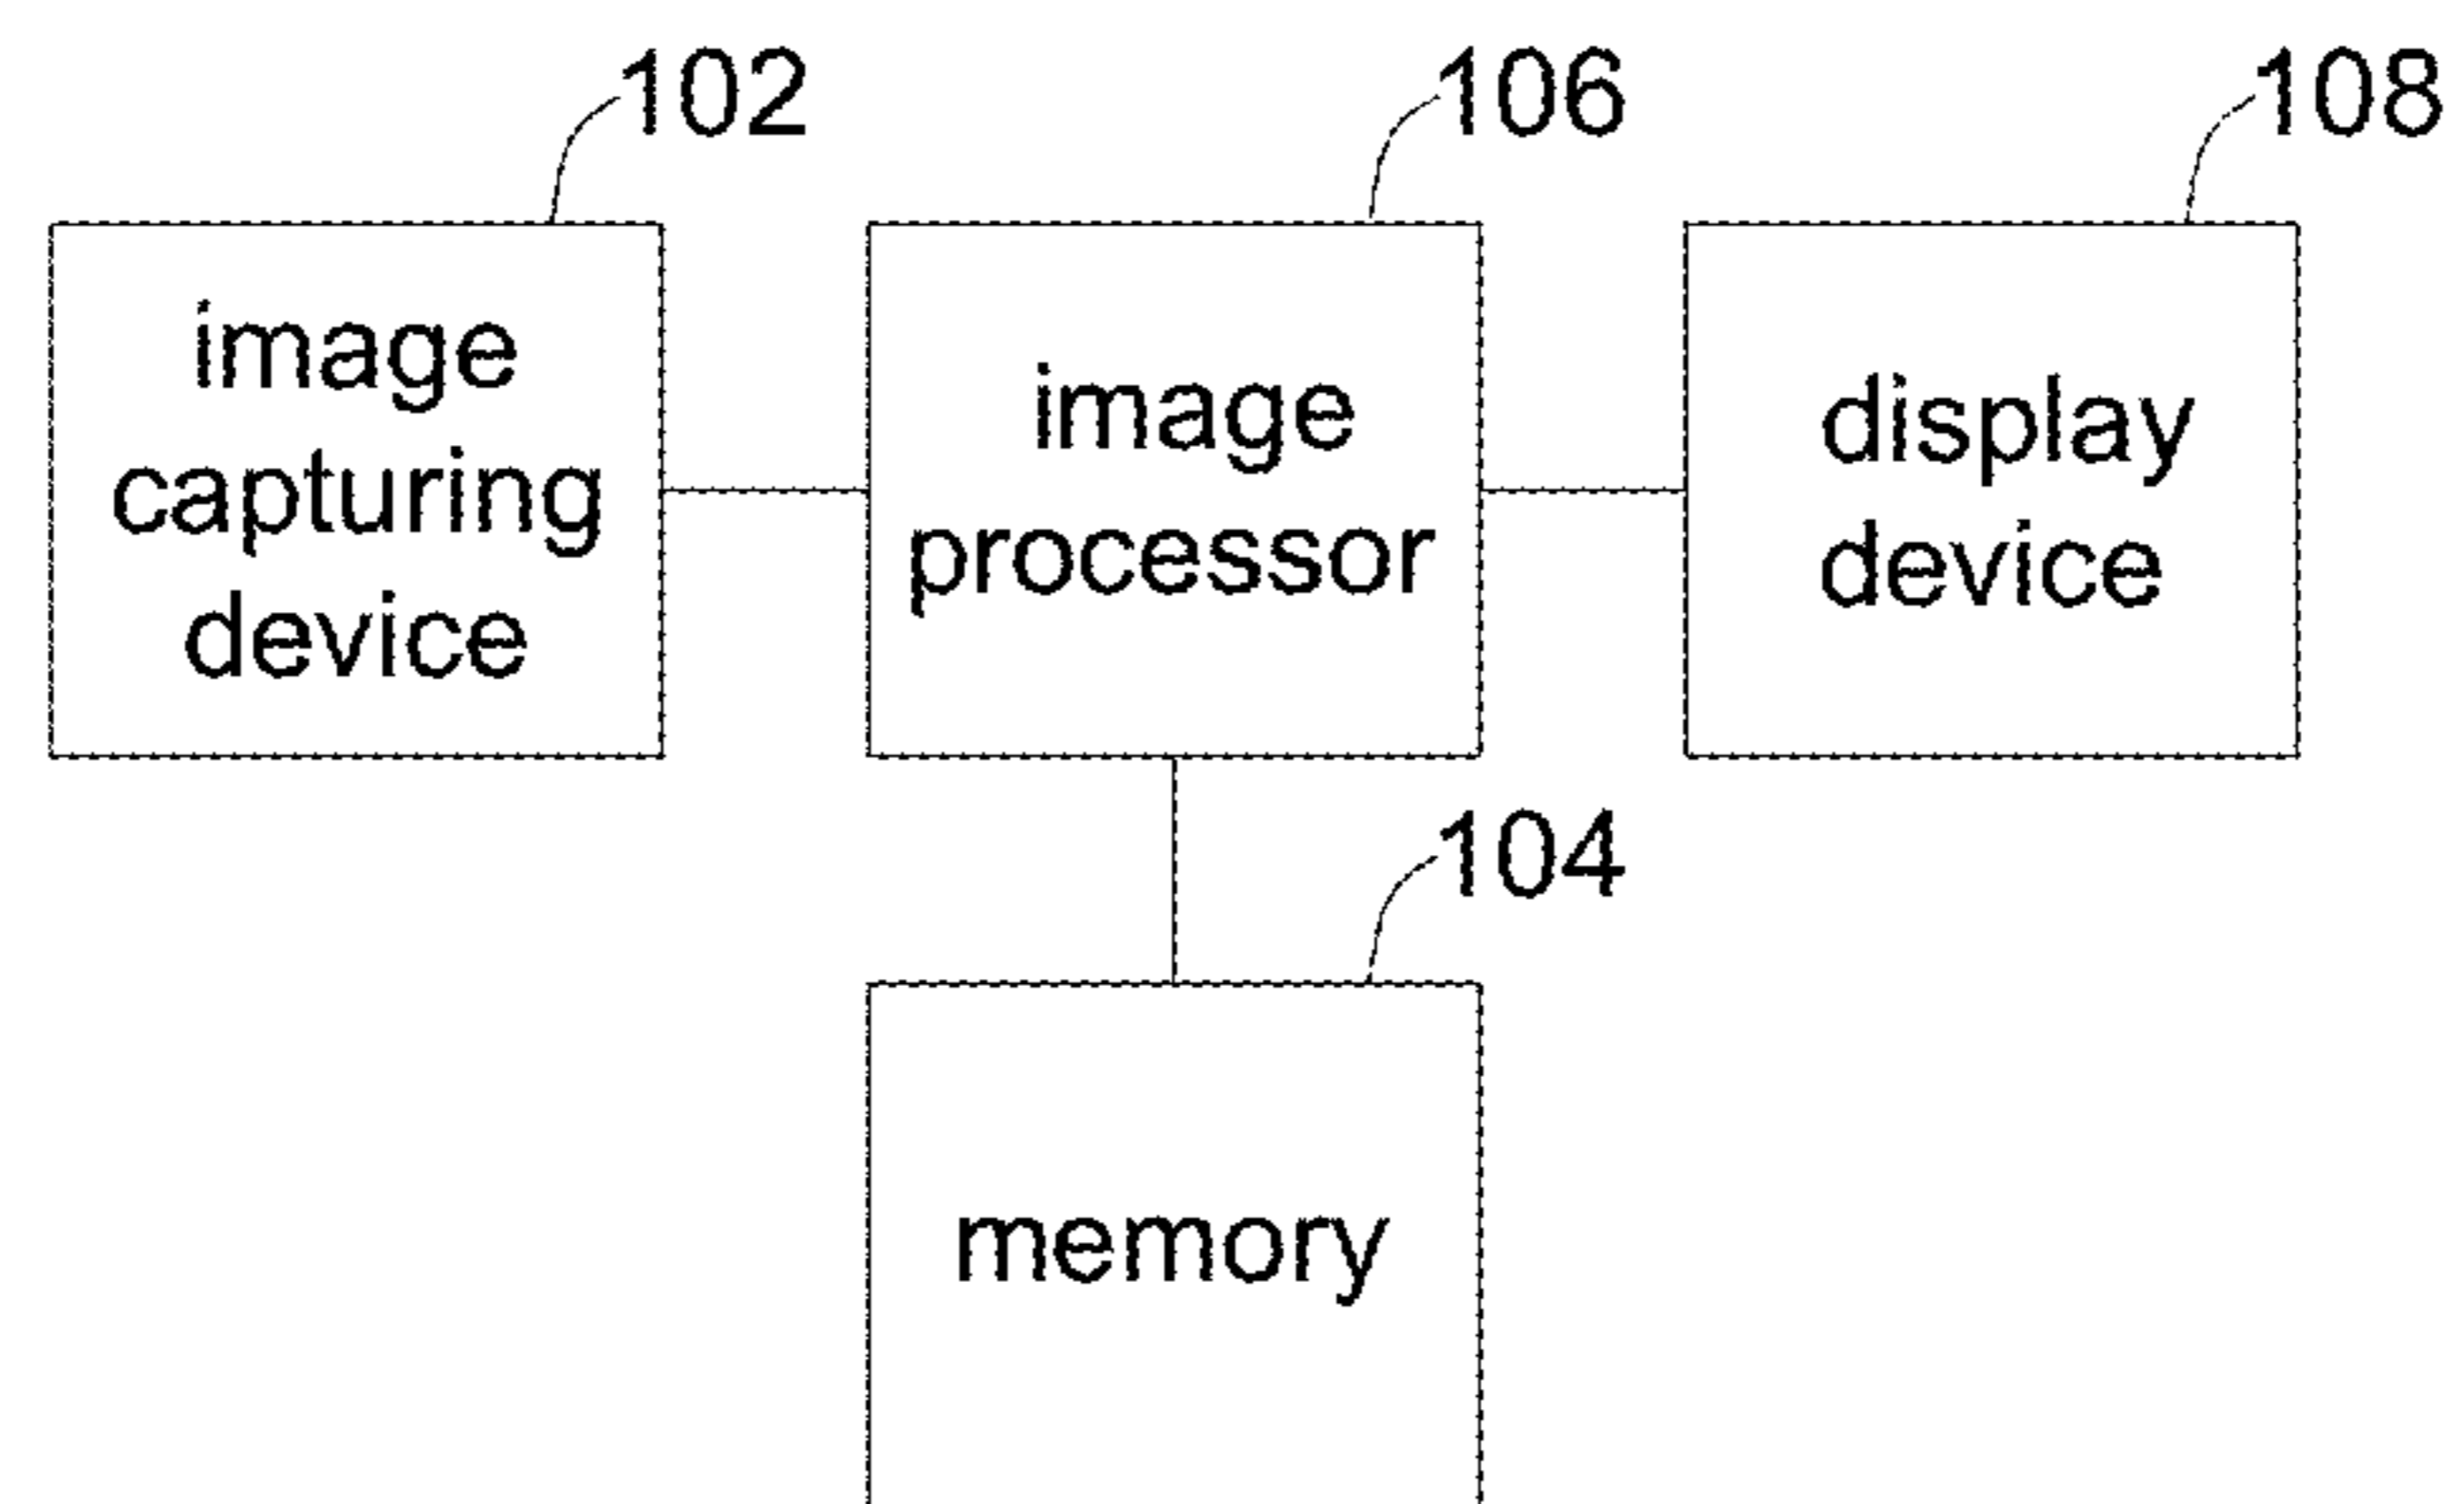 102
106
108
image
capturing
device
image
processor
display
device
104
memory